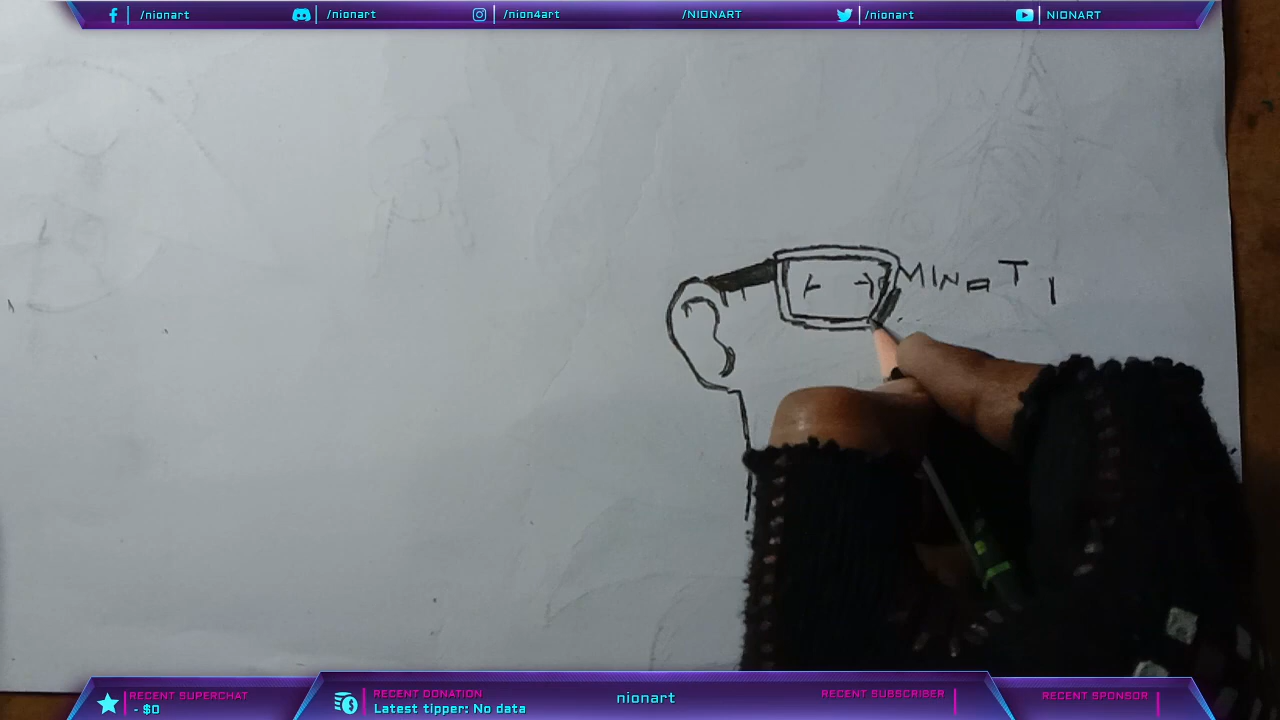 /nionart /nionart /nion4art /NIONART /nionart NIONART
MINaTI
RECENT SUPERCHAT
- $0
RECENT DONATION
Latest tipper: No data
nionart
RECENT SUBSCRIBER
RECENT SPONSOR